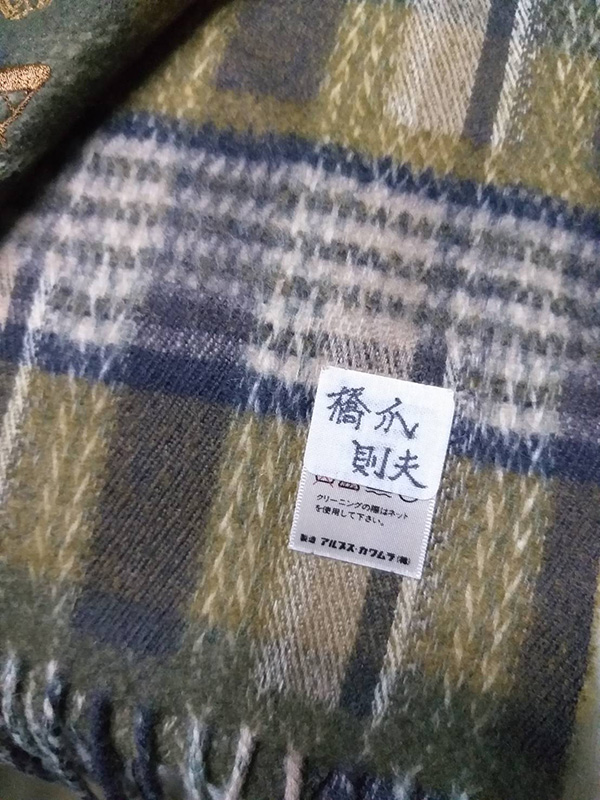 橋爪
則夫
クリーニングの際はネット
を使用して下さい。
製造 アルプス・カワムラ(株)